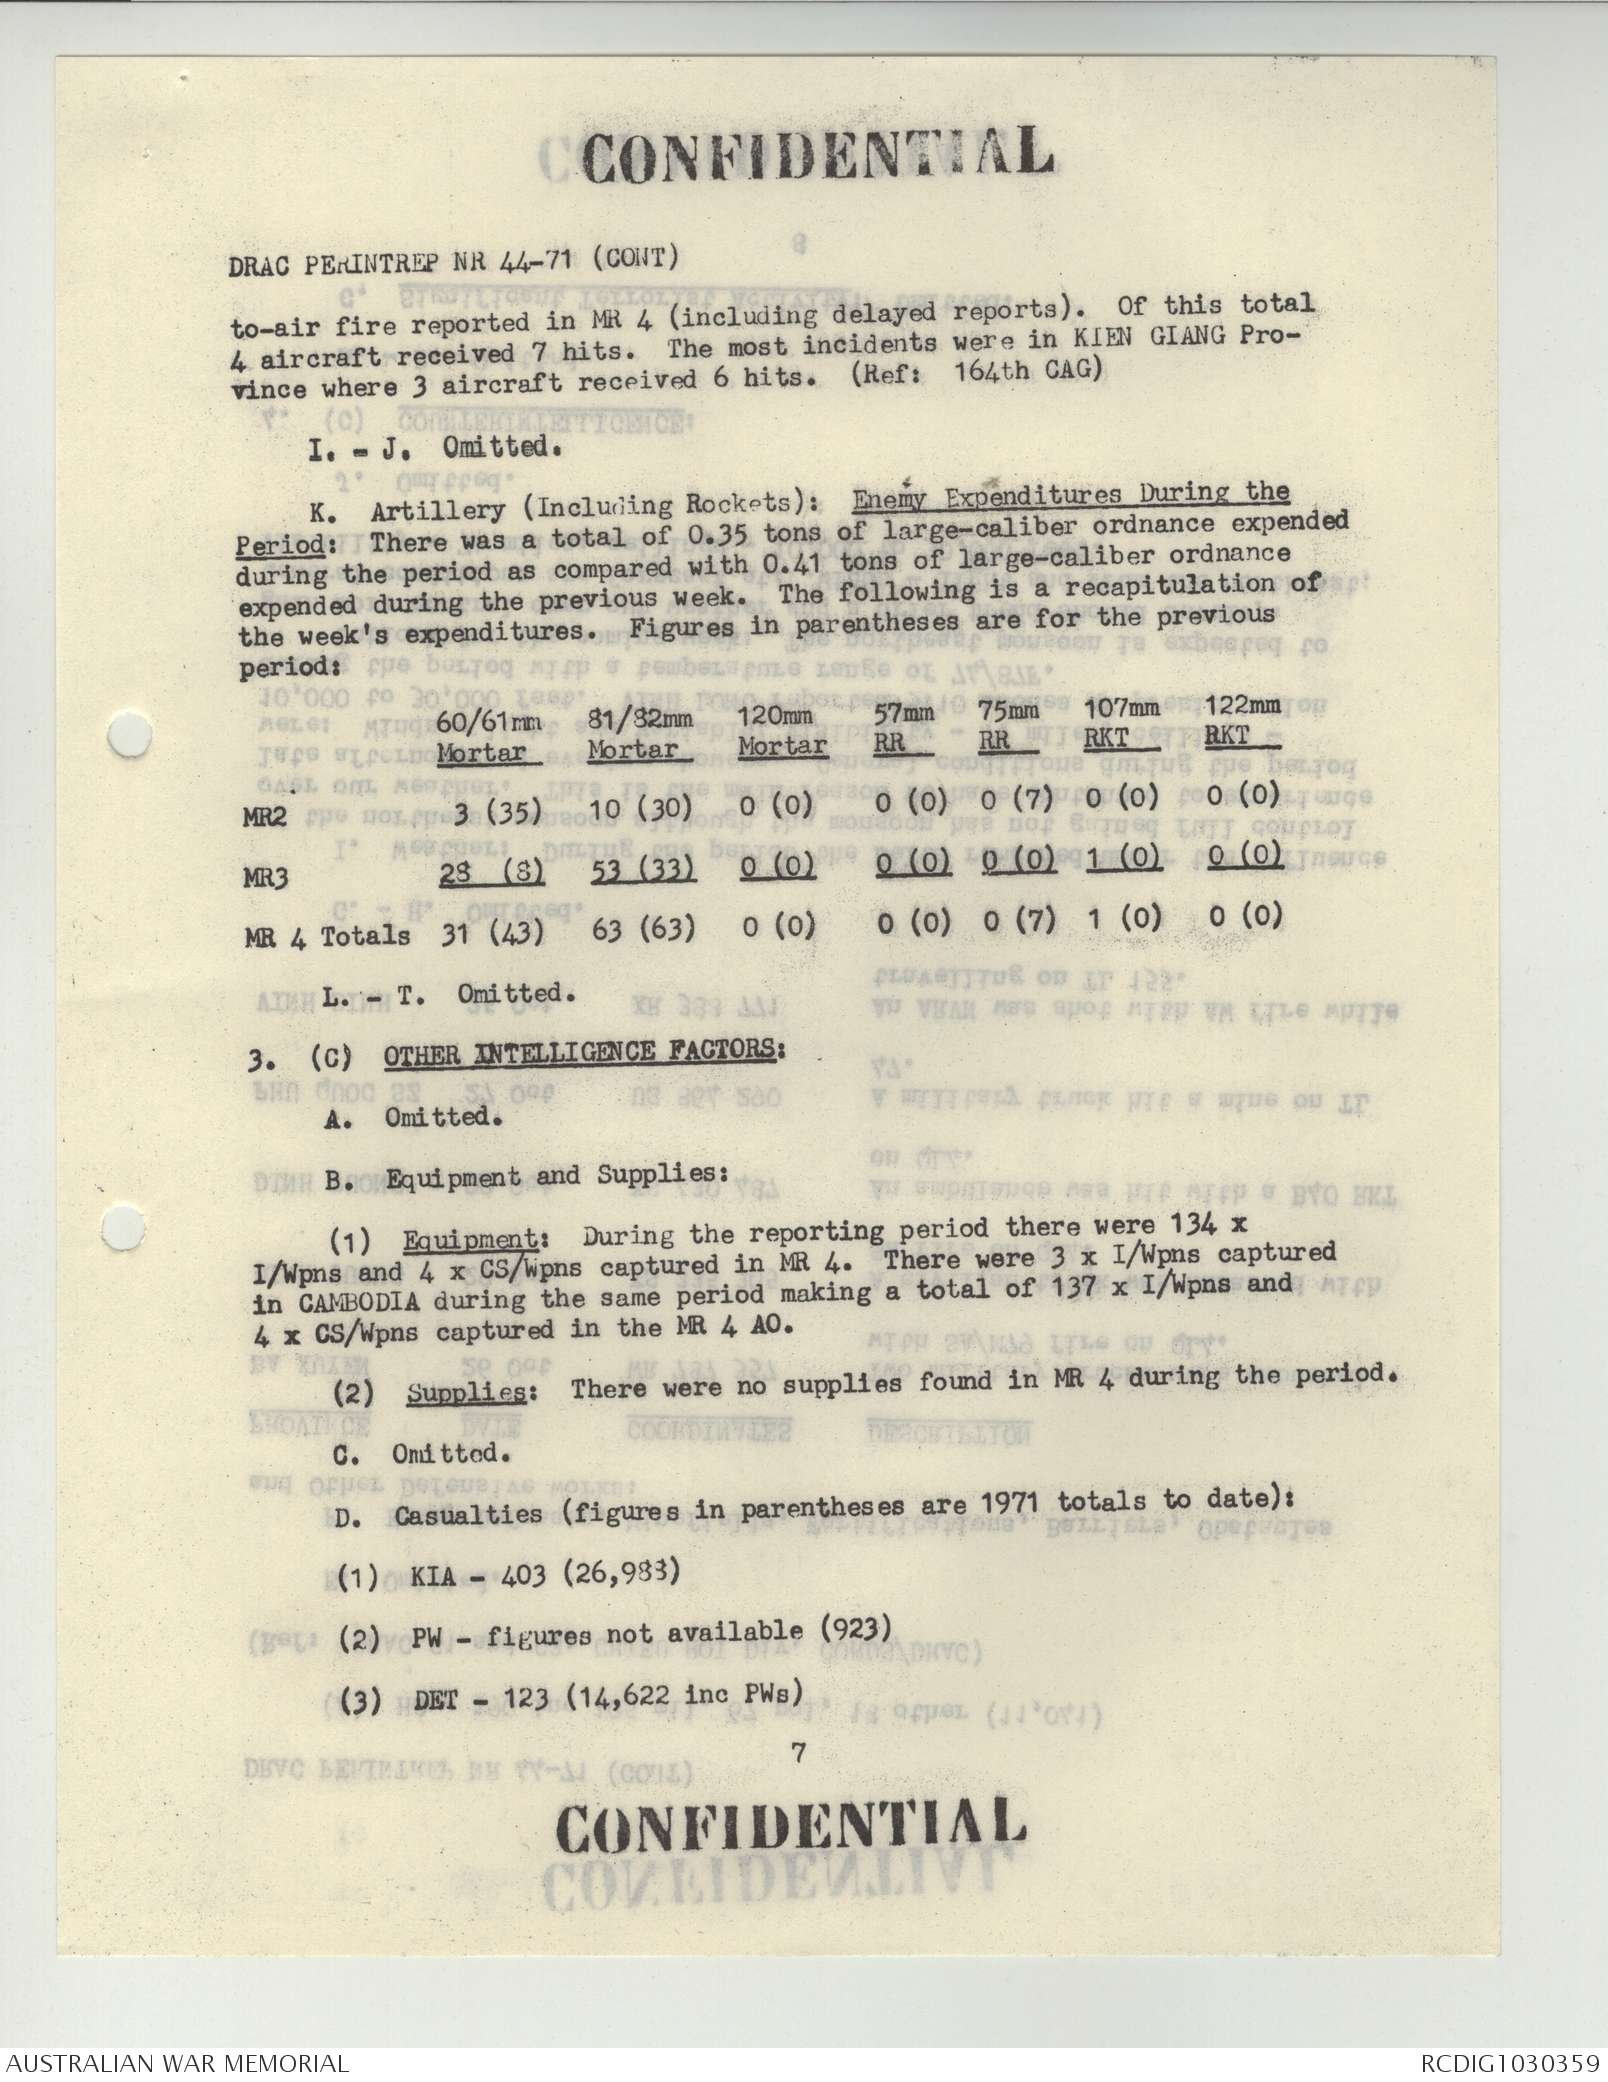 CONFIDENTIAL
DRAC PERINTREP NR 44-71 (CONT)
to-air fire reported in MR 4 (including delayed reports). Of this total
4 aircraft received 7 hits. The most incidents were in KIEN GIANG Pro-
vince where 3 aircraft received 6 hits. (Ref: 164th CAG)
I. - J. Omitted.
K. Artillery (Including Rockets): Enemy Expenditures During the
Period: There was a total of 0.35 tons of large-caliber ordnance expended
during the period as compared with 0.41 tons of large-caliber ordnance
expended during the previous week. The following is a recapitulation of
the week's expenditures. Figures in parentheses are for the previous
period:
60/61mm 81/82mm 120mm 57mm 75mm 107mm 122mm
Mortar Mortar Mortar RR RR RKT RKT
MR2 3 (35) 10 (30) 0 (0) 0 (0) 0 (7) 0 (0) 0 (0)
MR3 28 (8) 53 (33) 0 (0) 0 (0) 0 (0) 1 (0) 0 (0)
MR 4 Totals 31 (43) 63 (63) 0 (0) 0 (0) 0 (7) 1 (0) 0 (0)
L. - T. Omitted.
3. (C) OTHER INTELLIGENCE FACTORS:
A. Omitted.
B. Equipment and Supplies:
(1) Equipment: During the reporting period there were 134 x
I/Wpns and 4 x CS/Wpns captured in MR 4. There were 3 x I/Wpns captured
in CAMBODIA during the same period making a total of 137 x I/Wpns and
4 x CS/Wpns captured in the MR 4 AO.
(2) Supplies: There were no supplies found in MR 4 during the period.
C. Omitted.
D. Casualties (figures in parentheses are 1971 totals to date):
(1) KIA - 403 (26,988)
(2) PW - figures not available (923)
(3) DET - 123 (14,622 inc PWs)
7
CONFIDENTIAL
AUSTRALIAN WAR MEMORIAL RCDIG1030359